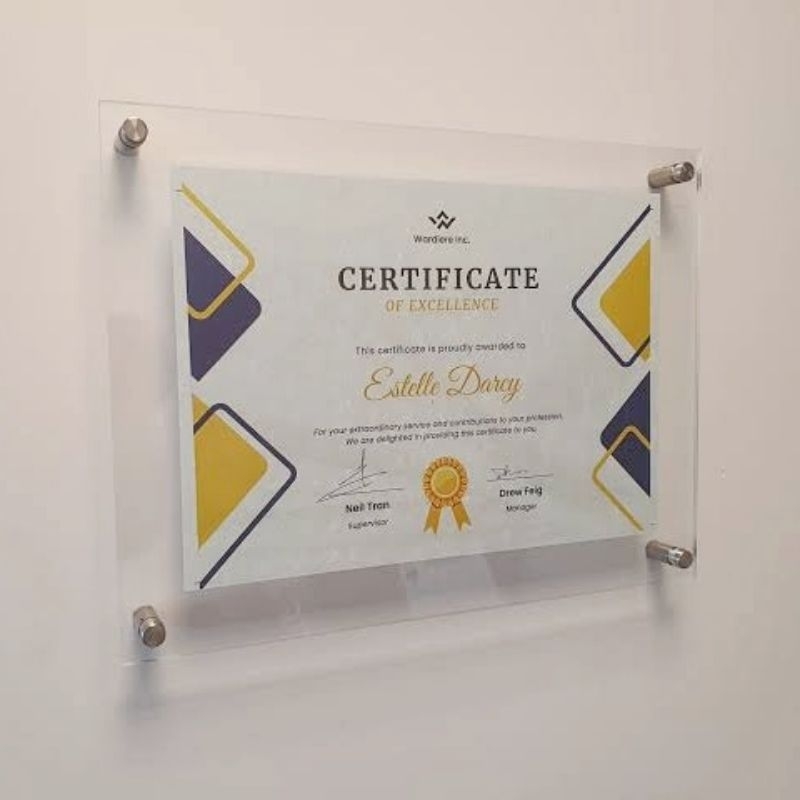 Wardiere Inc.
CERTIFICATE
OF EXCELLENCE
This certificate is proudly awarded to
Estelle Darcy
For your extraordinary service and contributions to your profession,
We are delighted in providing this certificate to you.
Neil Tran
Supervisor
Drew Feig
Manager